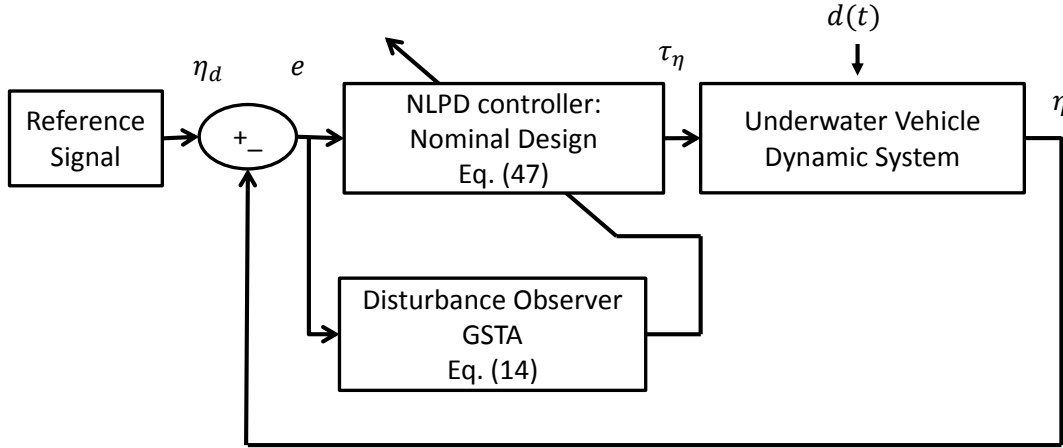 d(t)
η_d
e
τ_η
η
Reference
Signal
+
−
NLPD controller:
Nominal Design
Eq. (47)
Underwater Vehicle
Dynamic System
Disturbance Observer
GSTA
Eq. (14)